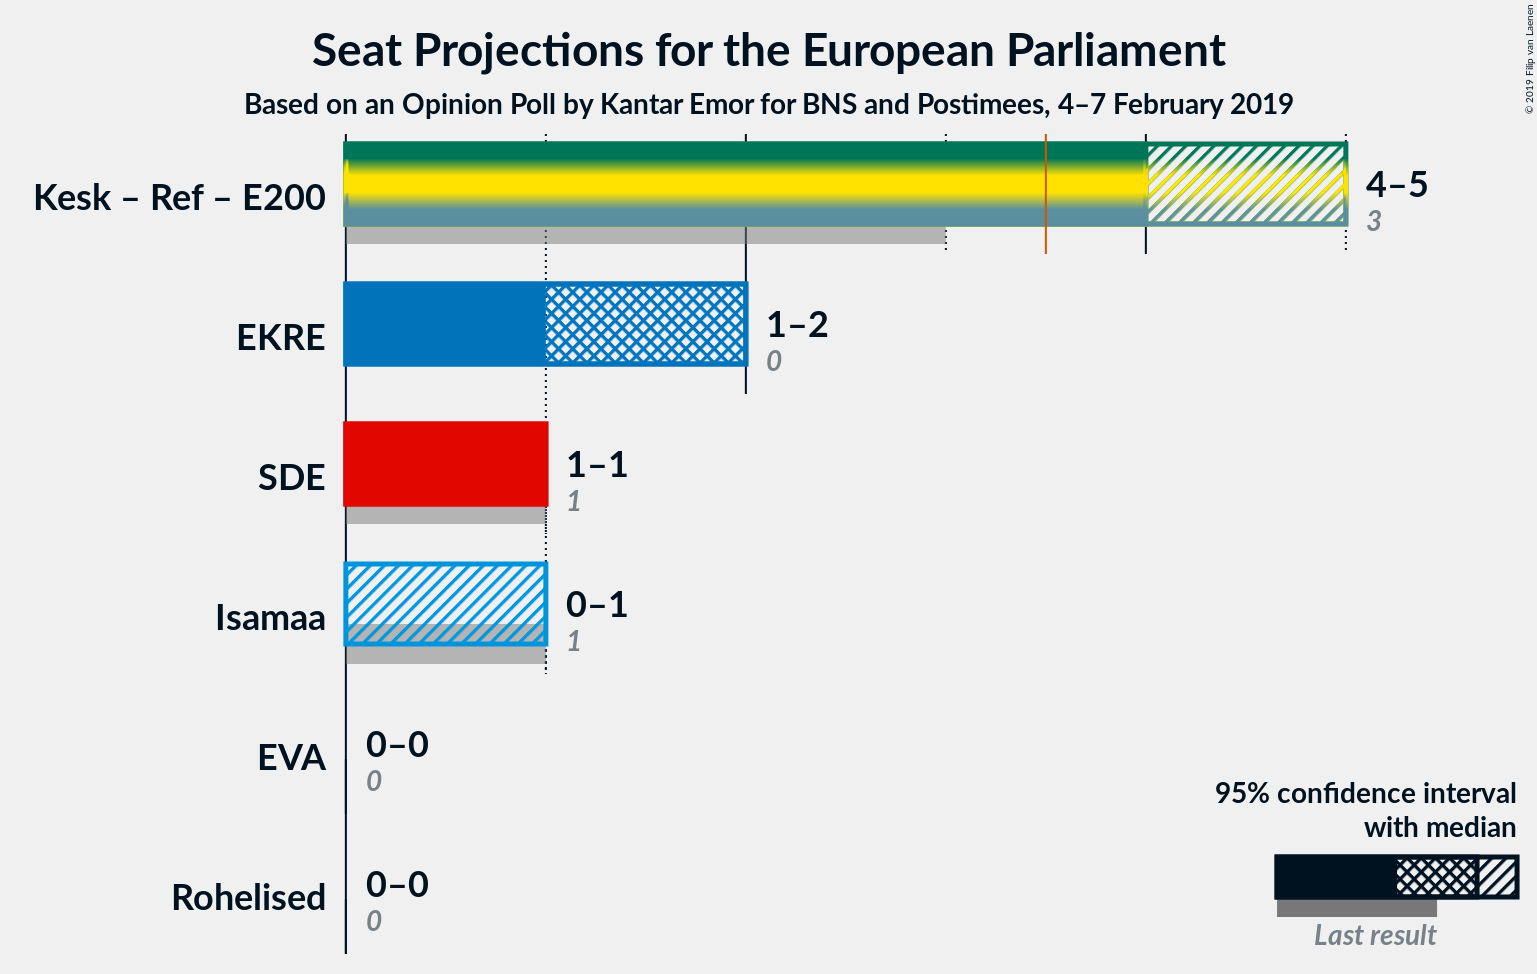 Seat Projections for the European Parliament
Based on an Opinion Poll by Kantar Emor for BNS and Postimees, 4–7 February 2019
© 2019 Filip van Laenen
Kesk – Ref – E200
4–5
3
EKRE
1–2
0
SDE
1–1
1
Isamaa
0–1
1
EVA
0–0
0
Rohelised
0–0
0
95% confidence interval
with median
Last result